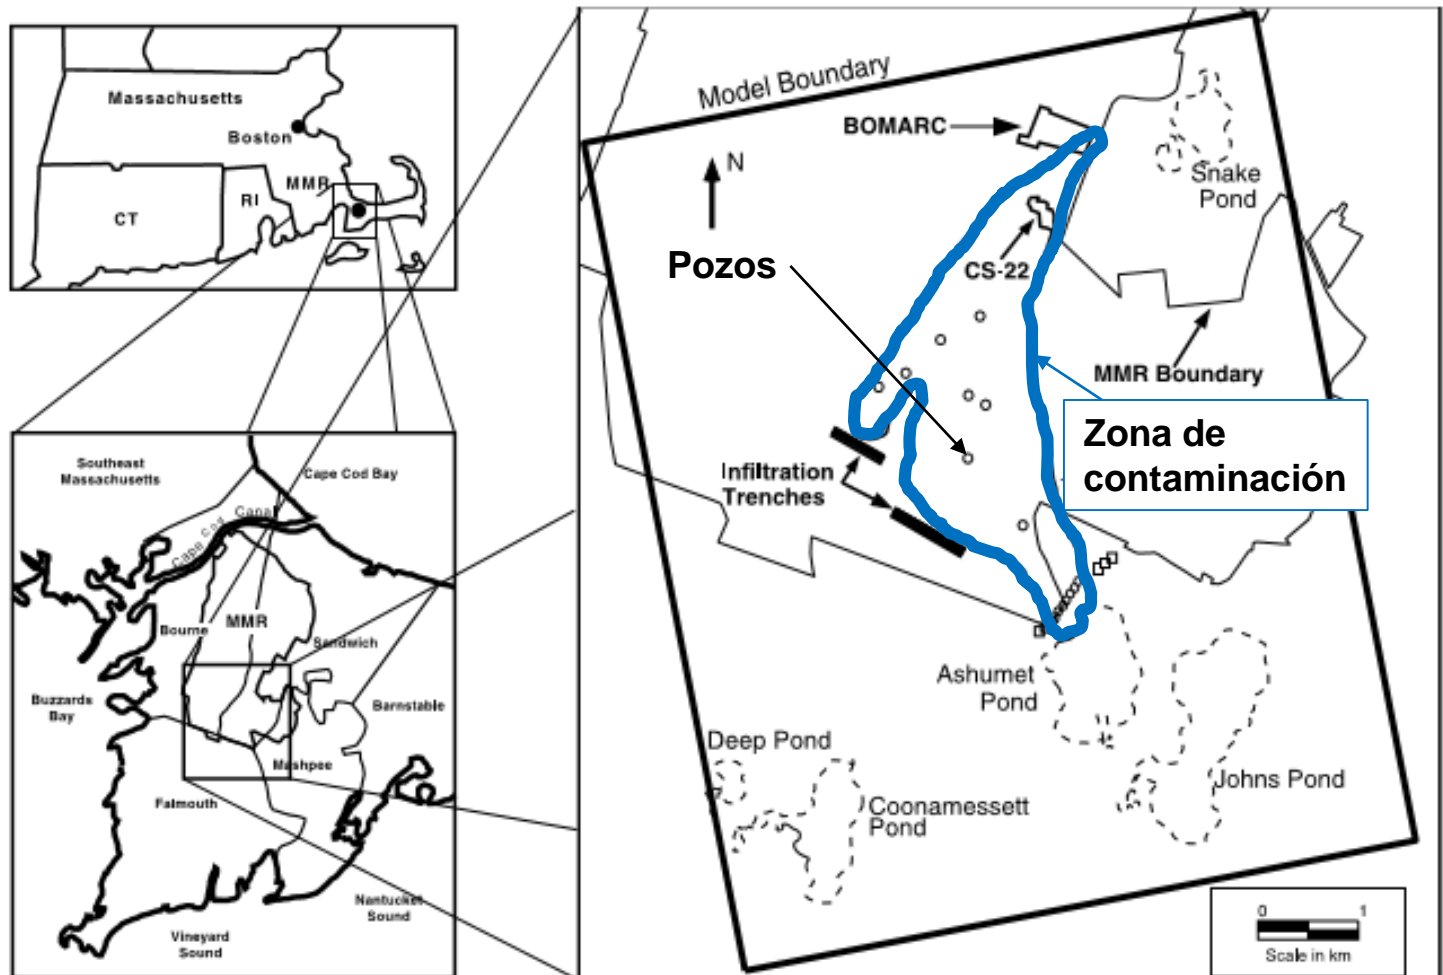 Massachusetts
Boston
MMR
RI
CT
Southeast
Massachusetts
Cape Cod Bay
Cape Cod Canal
MMR
Bourne
Sandwich
Buzzards
Bay
Barnstable
Mashpee
Falmouth
Nantucket
Sound
Vineyard
Sound
Model Boundary
BOMARC
N
Snake
Pond
Pozos
CS-22
MMR Boundary
Zona de
contaminación
Infiltration
Trenches
Ashumet
Pond
Deep Pond
Johns Pond
Coonamessett
Pond
0 1
Scale in km